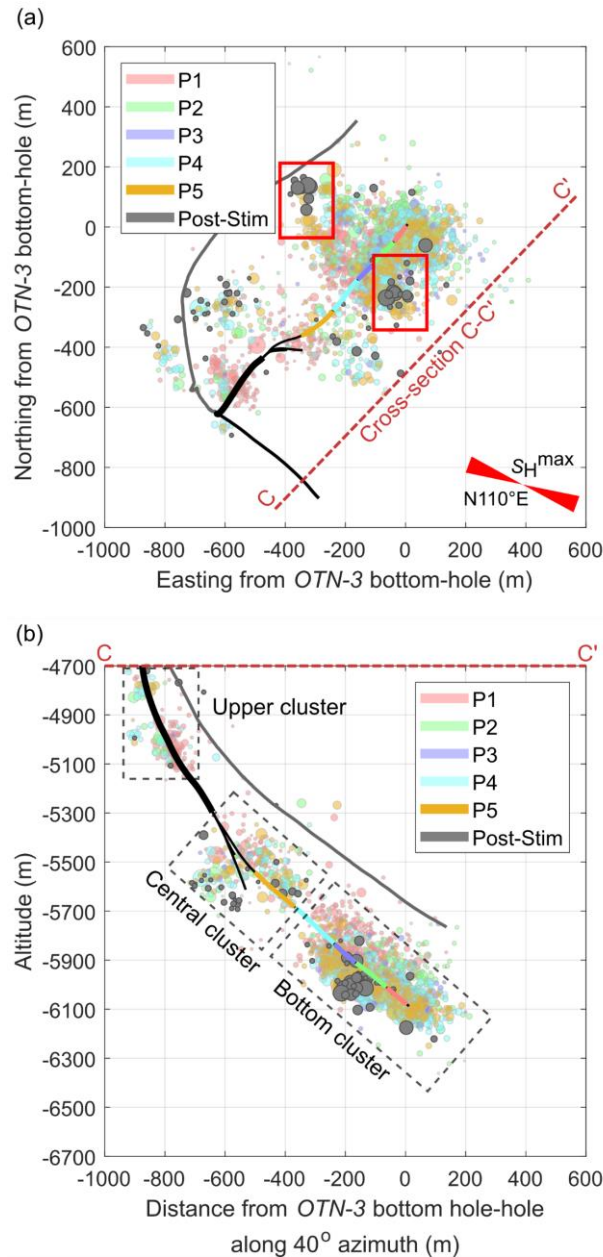 (a)
600
400
200
0
-200
-400
-600
-800
-1000
Northing from OTN-3 bottom-hole (m)
P1
P2
P3
P4
P5
Post-Stim
C'
Cross-section C-C'
C
SHmax
N110°E
-1000 -800 -600 -400 -200 0 200 400 600
Easting from OTN-3 bottom-hole (m)
(b)
C
C'
-4700
-4900
-5100
-5300
-5500
-5700
-5900
-6100
-6300
-6500
-6700
Altitude (m)
Upper cluster
Central cluster
Bottom cluster
P1
P2
P3
P4
P5
Post-Stim
-1000 -800 -600 -400 -200 0 200 400 600
Distance from OTN-3 bottom hole-hole
along 40° azimuth (m)